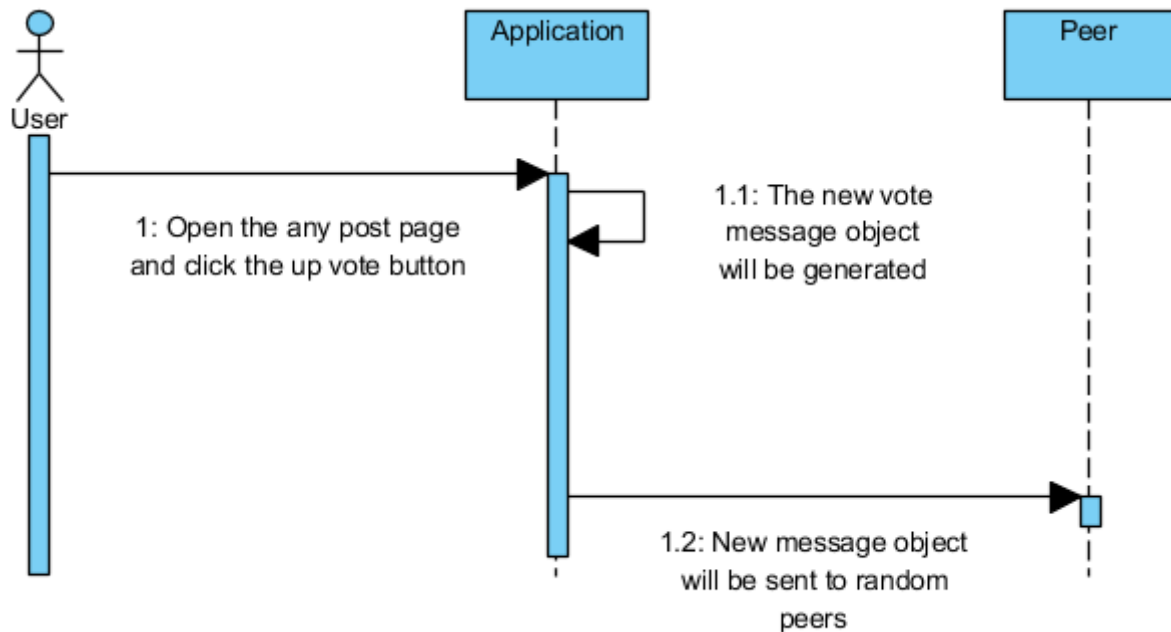 Application
Peer
User
1: Open the any post page
and click the up vote button
1.1: The new vote
message object
will be generated
1.2: New message object
will be sent to random
peers